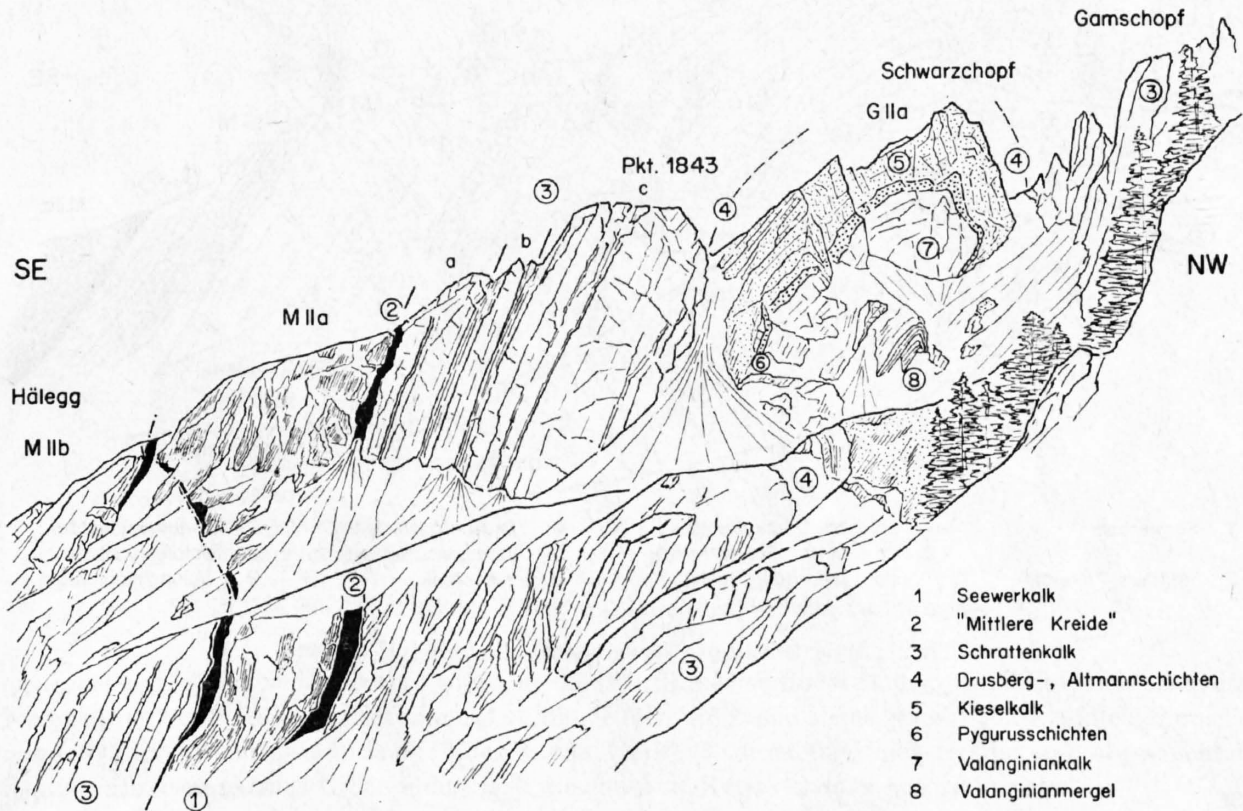 Gamschopf
Schwarzchopf
③
G IIa
⑤
④
Pkt. 1843
③
c
④
b
a
⑦
SE
NW
M IIa
②
⑥
⑧
Hälegg
M IIb
④
②
③
③
①
1 Seewerkalk
2 "Mittlere Kreide"
3 Schrattenkalk
4 Drusberg-, Altmannschichten
5 Kieselkalk
6 Pygurusschichten
7 Valanginiankalk
8 Valanginianmergel